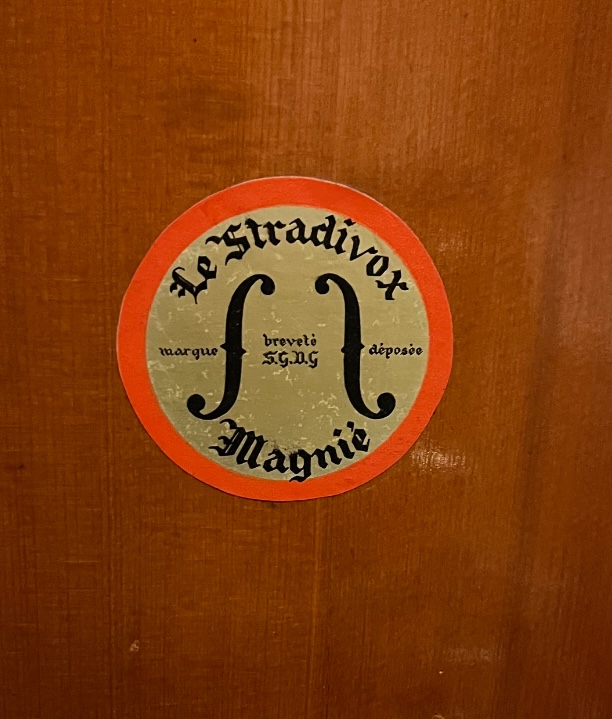 Le Stradivox
marque
breveté
S.G.D.G
déposée
Magnié